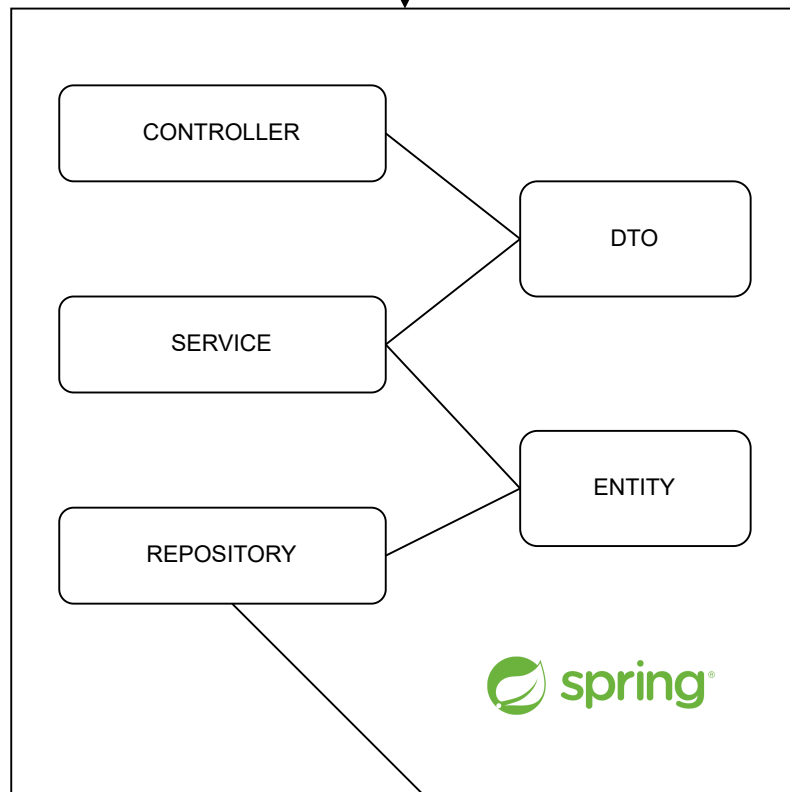 CONTROLLER
DTO
SERVICE
ENTITY
REPOSITORY
spring®